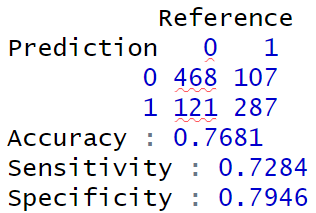 Reference
Prediction 0 1
0 468 107
1 121 287
Accuracy : 0.7681
Sensitivity : 0.7284
Specificity : 0.7946